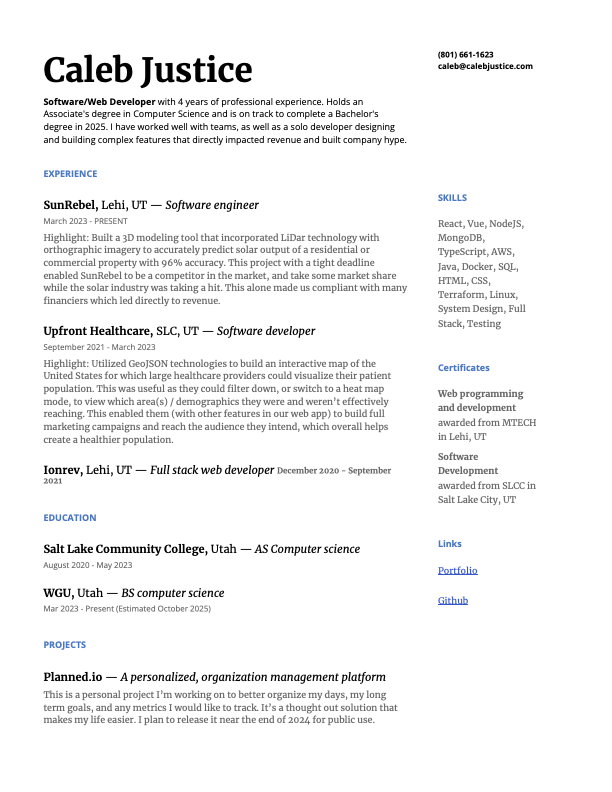 Caleb Justice
(801) 661-1623
caleb@calebjustice.com
Software/Web Developer with 4 years of professional experience. Holds an
Associate's degree in Computer Science and is on track to complete a Bachelor's
degree in 2025. I have worked well with teams, as well as a solo developer designing
and building complex features that directly impacted revenue and built company hype.
EXPERIENCE
SunRebel, Lehi, UT — Software engineer
March 2023 - PRESENT
Highlight: Built a 3D modeling tool that incorporated LiDar technology with
orthographic imagery to accurately predict solar output of a residential or
commercial property with 96% accuracy. This project with a tight deadline
enabled SunRebel to be a competitor in the market, and take some market share
while the solar industry was taking a hit. This alone made us compliant with many
financiers which led directly to revenue.
Upfront Healthcare, SLC, UT — Software developer
September 2021 - March 2023
Highlight: Utilized GeoJSON technologies to build an interactive map of the
United States for which large healthcare providers could visualize their patient
population. This was useful as they could filter down, or switch to a heat map
mode, to view which area(s) / demographics they were and weren't effectively
reaching. This enabled them (with other features in our web app) to build full
marketing campaigns and reach the audience they intend, which overall helps
create a healthier population.
Ionrev, Lehi, UT — Full stack web developer December 2020 - September
2021
EDUCATION
Salt Lake Community College, Utah — AS Computer science
August 2020 - May 2023
WGU, Utah — BS computer science
Mar 2023 - Present (Estimated October 2025)
PROJECTS
Planned.io — A personalized, organization management platform
This is a personal project I'm working on to better organize my days, my long
term goals, and any metrics I would like to track. It's a thought out solution that
makes my life easier. I plan to release it near the end of 2024 for public use.
SKILLS
React, Vue, NodeJS,
MongoDB,
TypeScript, AWS,
Java, Docker, SQL,
HTML, CSS,
Terraform, Linux,
System Design, Full
Stack, Testing
Certificates
Web programming
and development
awarded from MTECH
in Lehi, UT
Software
Development
awarded from SLCC in
Salt Lake City, UT
Links
Portfolio
Github